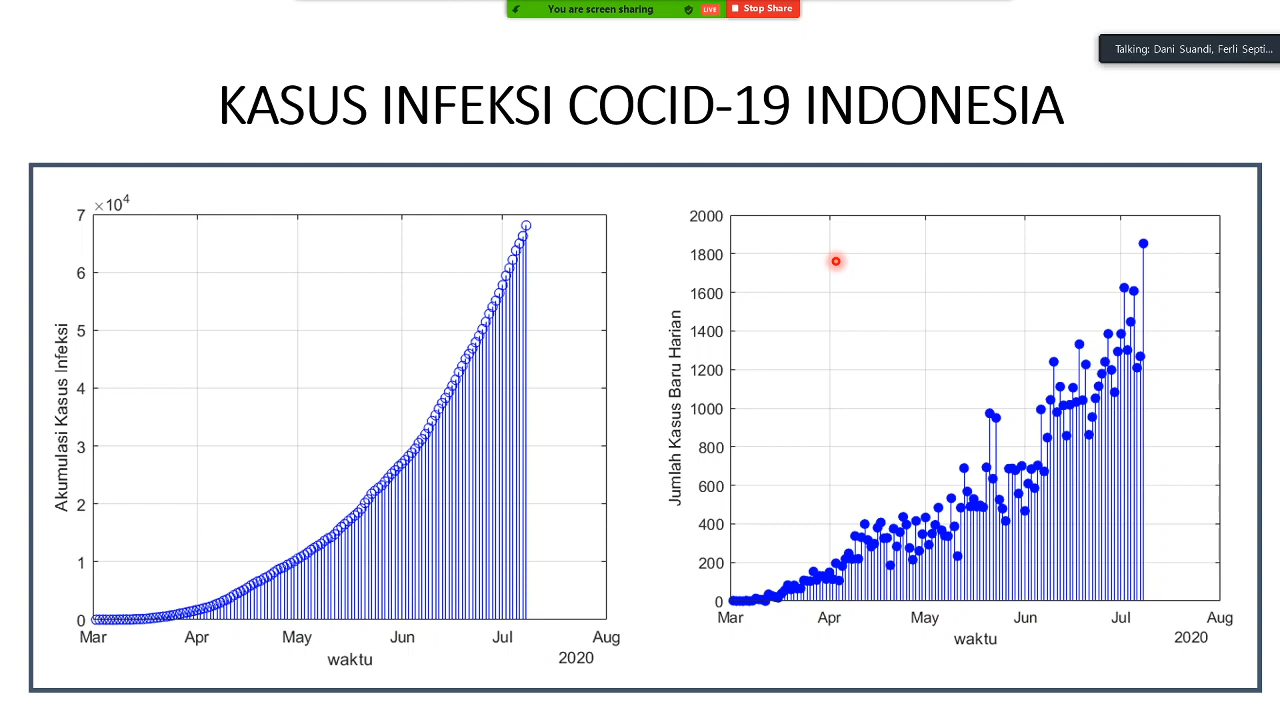 You are screen sharing LIVE Stop Share
Talking: Dani Suandi, Ferli Septi...
KASUS INFEKSI COCID-19 INDONESIA
×10⁴
7
6
5
4
3
2
1
0
Akumulasi Kasus Infeksi
Mar Apr May Jun Jul Aug
waktu 2020
2000
1800
1600
1400
1200
1000
800
600
400
200
0
Jumlah Kasus Baru Harian
Mar Apr May Jun Jul Aug
waktu 2020